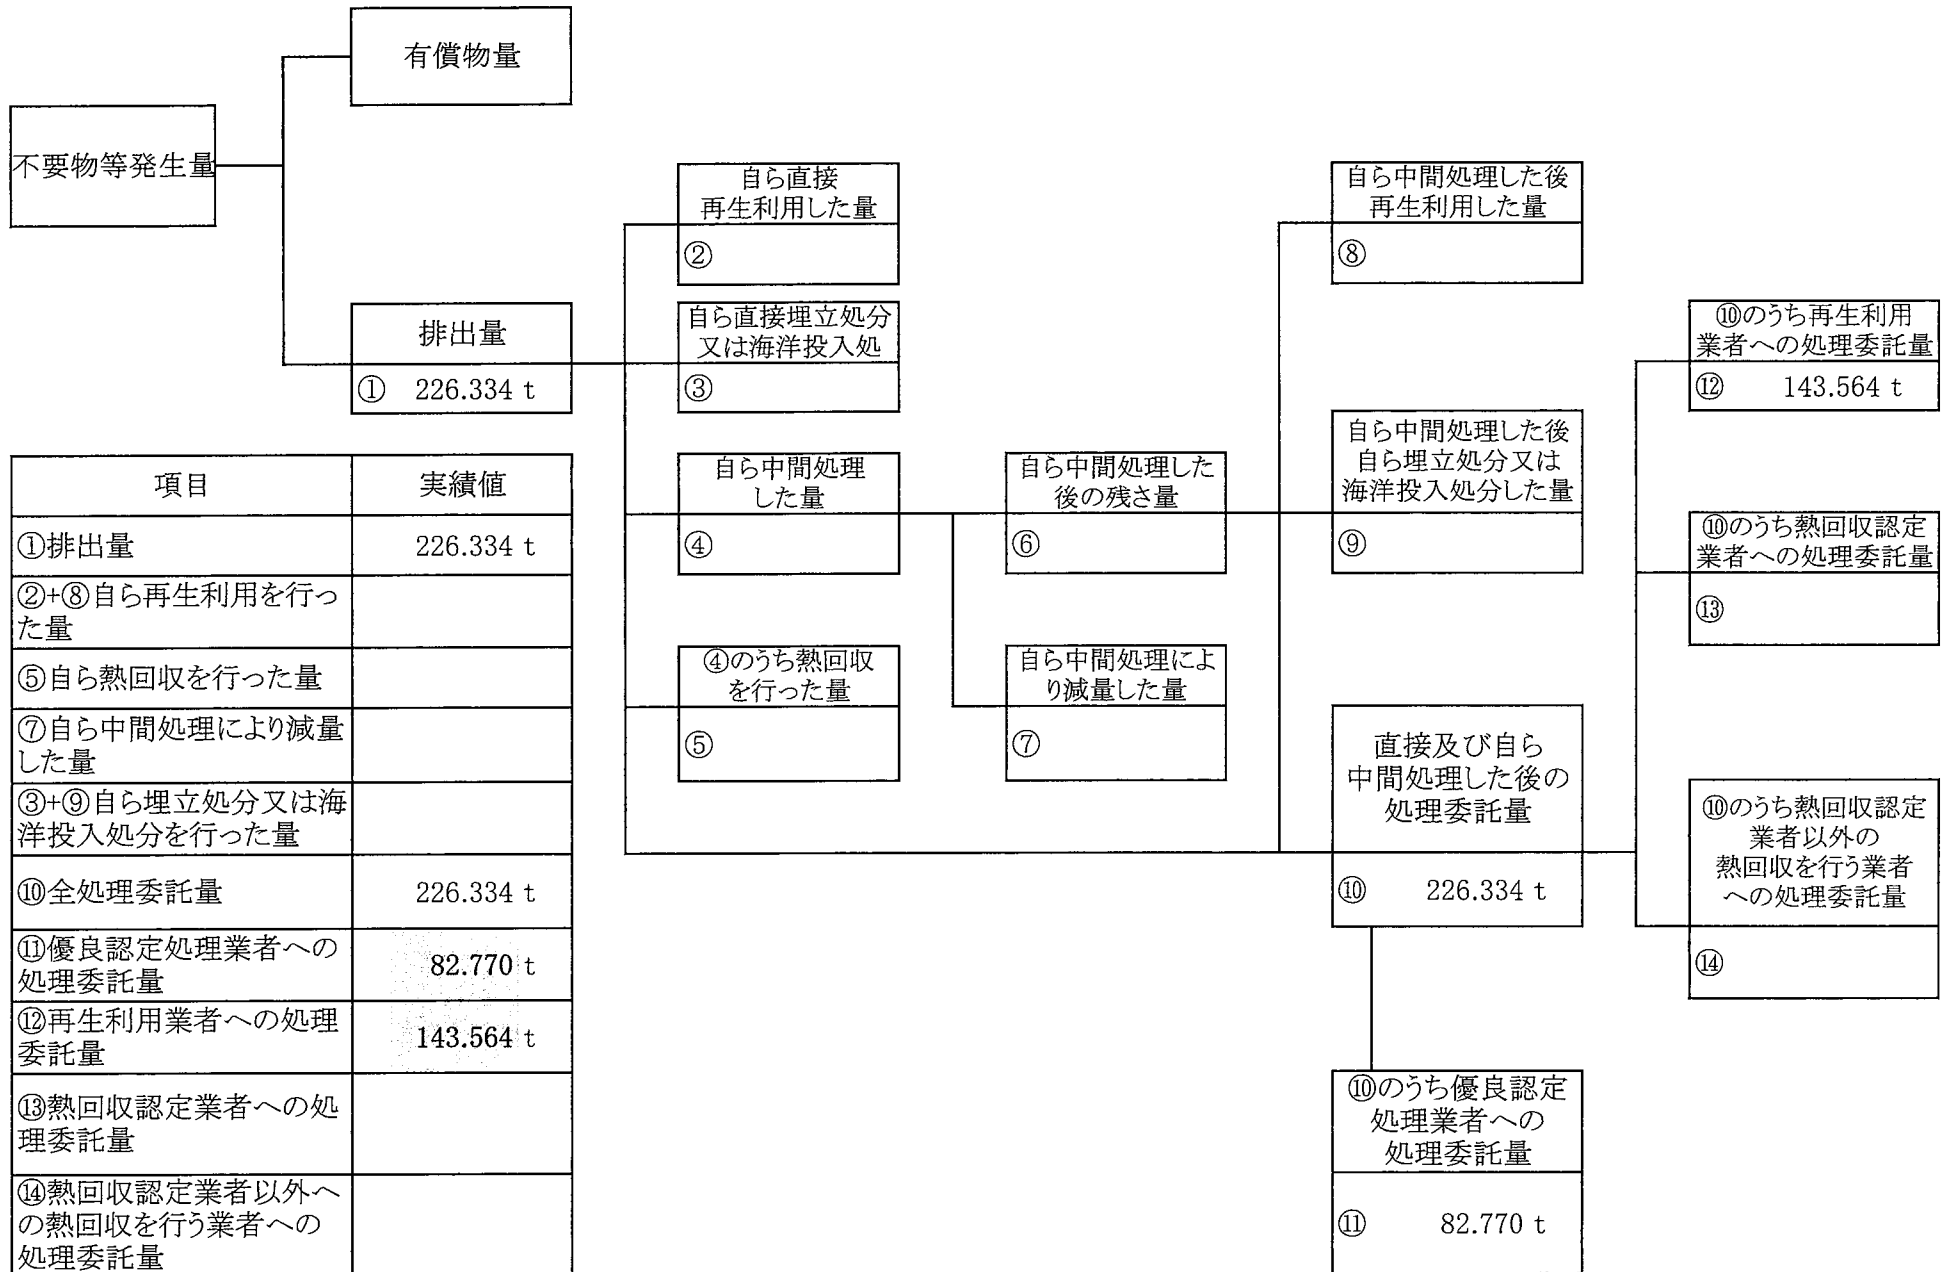 有償物量
不要物等発生量
排出量
① 226.334 t
自ら直接
再生利用した量
②
自ら直接埋立処分
又は海洋投入処
③
自ら中間処理
した量
④
④のうち熱回収
を行った量
⑤
自ら中間処理した
後の残さ量
⑥
自ら中間処理によ
り減量した量
⑦
自ら中間処理した後
再生利用した量
⑧
自ら中間処理した後
自ら埋立処分又は
海洋投入処分した量
⑨
直接及び自ら
中間処理した後の
処理委託量
⑩ 226.334 t
⑩のうち優良認定
処理業者への
処理委託量
⑪ 82.770 t
⑩のうち再生利用
業者への処理委託量
⑫ 143.564 t
⑩のうち熱回収認定
業者への処理委託量
⑬
⑩のうち熱回収認定
業者以外の
熱回収を行う業者
への処理委託量
⑭
項目 実績値
①排出量 226.334 t
②+⑧自ら再生利用を行っ
た量
⑤自ら熱回収を行った量
⑦自ら中間処理により減量
した量
③+⑨自ら埋立処分又は海
洋投入処分を行った量
⑩全処理委託量 226.334 t
⑪優良認定処理業者への
処理委託量 82.770 t
⑫再生利用業者への処理
委託量 143.564 t
⑬熱回収認定業者への処
理委託量
⑭熱回収認定業者以外へ
の熱回収を行う業者への
処理委託量